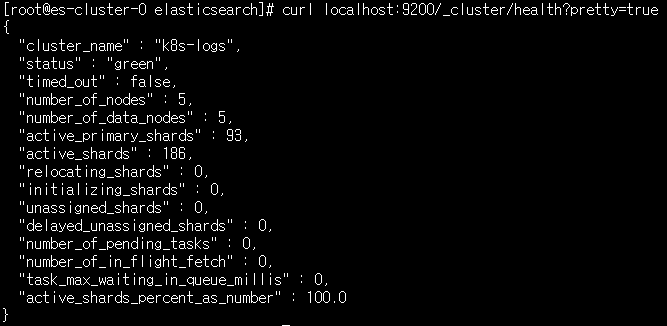 [root@es-cluster-0 elasticsearch]# curl localhost:9200/_cluster/health?pretty=true
{
  "cluster_name" : "k8s-logs",
  "status" : "green",
  "timed_out" : false,
  "number_of_nodes" : 5,
  "number_of_data_nodes" : 5,
  "active_primary_shards" : 93,
  "active_shards" : 186,
  "relocating_shards" : 0,
  "initializing_shards" : 0,
  "unassigned_shards" : 0,
  "delayed_unassigned_shards" : 0,
  "number_of_pending_tasks" : 0,
  "number_of_in_flight_fetch" : 0,
  "task_max_waiting_in_queue_millis" : 0,
  "active_shards_percent_as_number" : 100.0
}